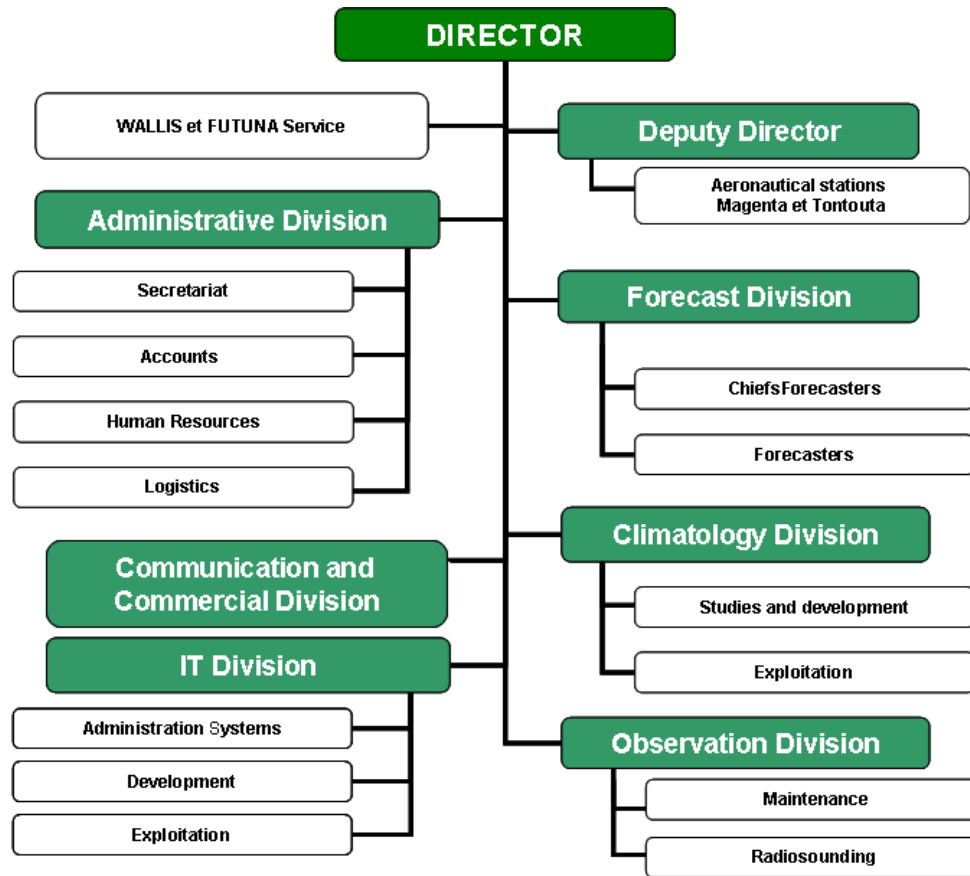 DIRECTOR
WALLIS et FUTUNA Service
Deputy Director
Aeronautical stations
Magenta et Tontouta
Administrative Division
Secretariat
Accounts
Human Resources
Logistics
Forecast Division
ChiefsForecasters
Forecasters
Communication and
Commercial Division
Climatology Division
Studies and development
Exploitation
IT Division
Administration Systems
Development
Exploitation
Observation Division
Maintenance
Radiosounding